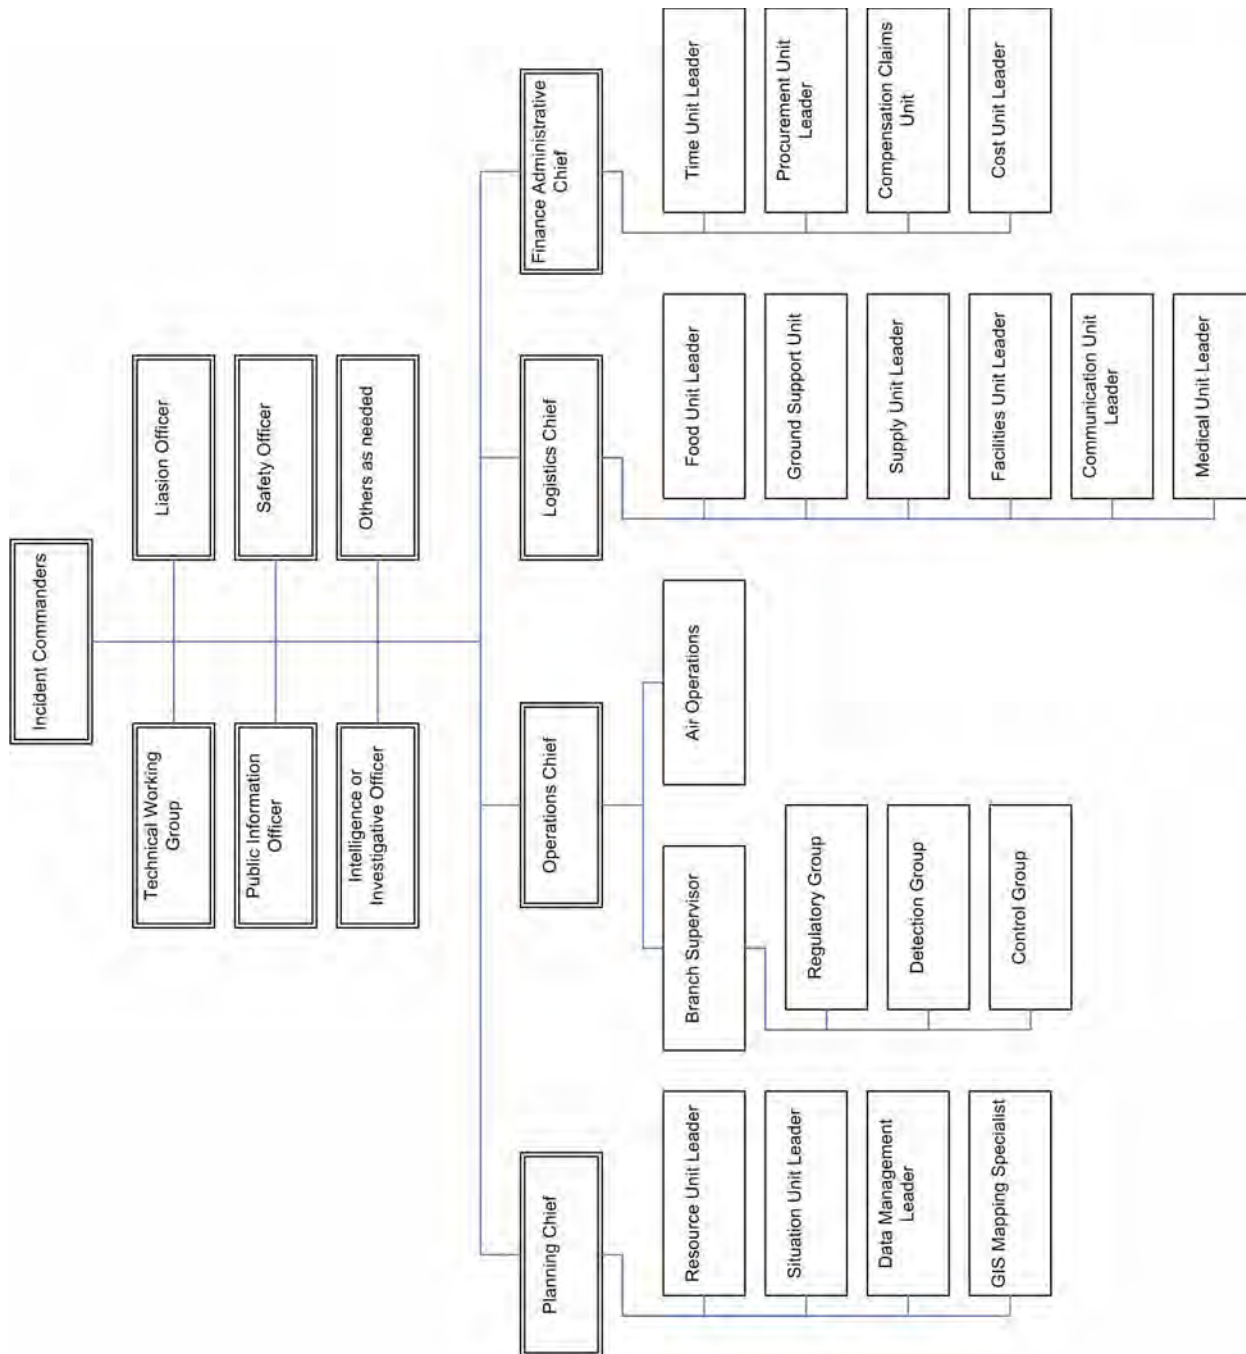 Incident Commanders
Technical Working
Group
Liasion Officer
Public Information
Officer
Safety Officer
Intelligence or
Investigative Officer
Others as needed
Planning Chief
Operations Chief
Logistics Chief
Finance Administrative
Chief
Resource Unit Leader
Situation Unit Leader
Data Management
Leader
GIS Mapping Specialist
Branch Supervisor
Air Operations
Regulatory Group
Detection Group
Control Group
Food Unit Leader
Ground Support Unit
Supply Unit Leader
Facilities Unit Leader
Communication Unit
Leader
Medical Unit Leader
Time Unit Leader
Procurement Unit
Leader
Compensation Claims
Unit
Cost Unit Leader